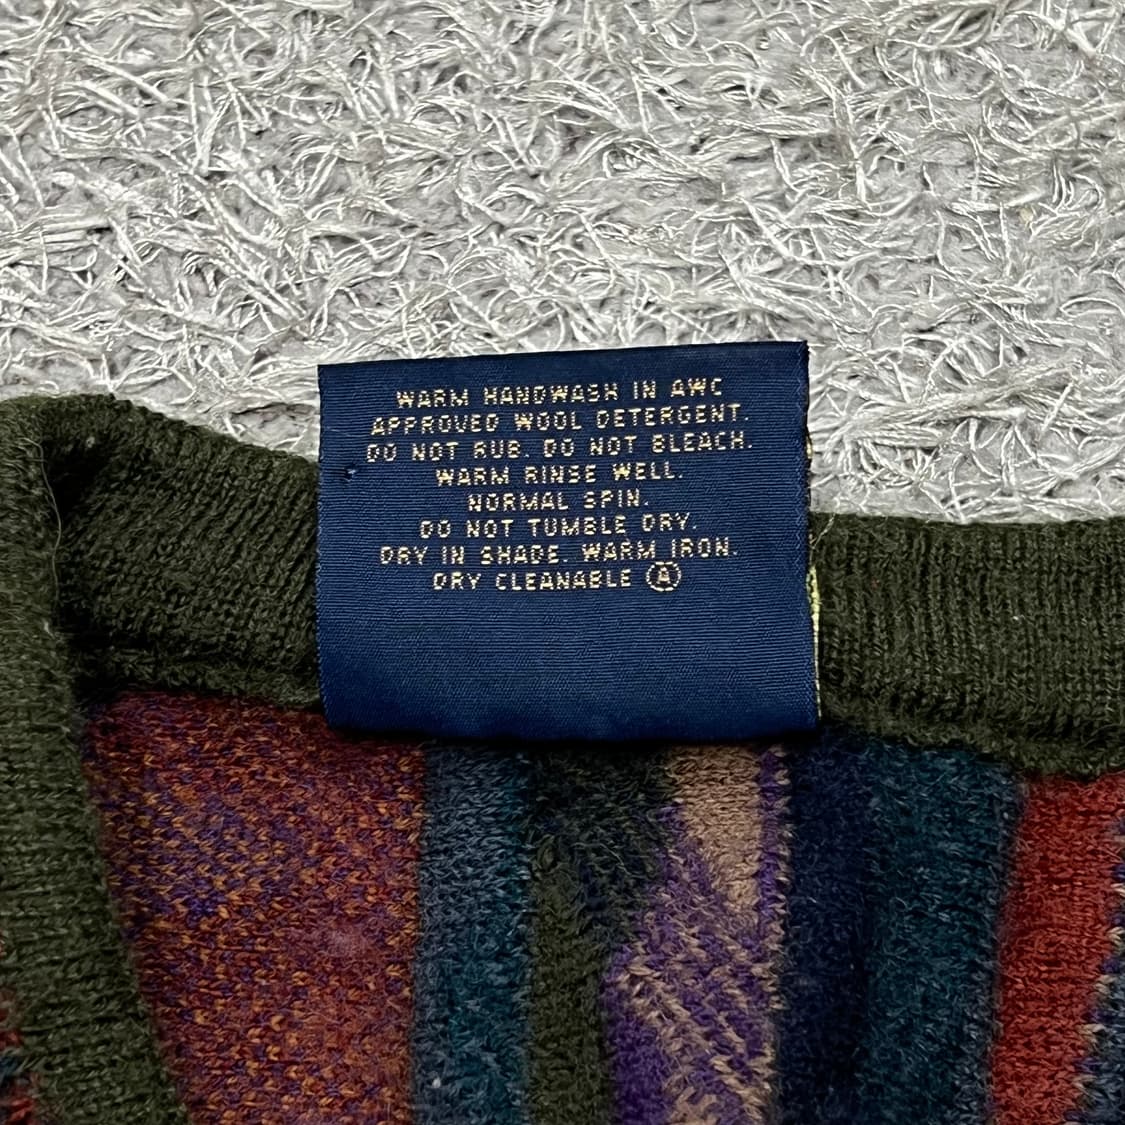 WARM HANDWASH IN AWC
APPROVED WOOL DETERGENT.
DO NOT RUB. DO NOT BLEACH.
WARM RINSE WELL.
NORMAL SPIN.
DO NOT TUMBLE DRY.
DRY IN SHADE. WARM IRON.
DRY CLEANABLE Ⓐ